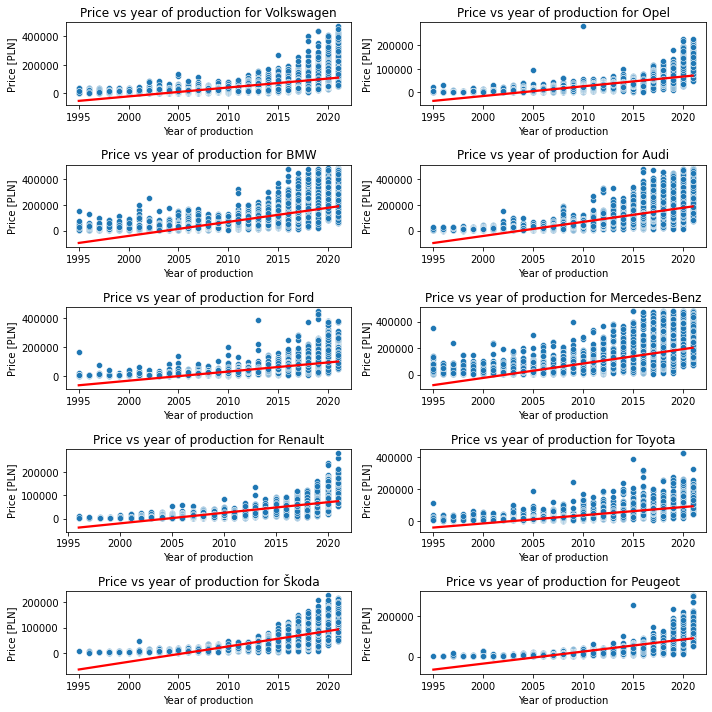 Price vs year of production for Volkswagen
Price [PLN]
400000
200000
0
1995 2000 2005 2010 2015 2020
Year of production
Price vs year of production for Opel
Price [PLN]
200000
100000
0
1995 2000 2005 2010 2015 2020
Year of production
Price vs year of production for BMW
Price [PLN]
400000
200000
0
1995 2000 2005 2010 2015 2020
Year of production
Price vs year of production for Audi
Price [PLN]
400000
200000
0
1995 2000 2005 2010 2015 2020
Year of production
Price vs year of production for Ford
Price [PLN]
400000
200000
0
1995 2000 2005 2010 2015 2020
Year of production
Price vs year of production for Mercedes-Benz
Price [PLN]
400000
200000
0
1995 2000 2005 2010 2015 2020
Year of production
Price vs year of production for Renault
Price [PLN]
200000
100000
0
1995 2000 2005 2010 2015 2020
Year of production
Price vs year of production for Toyota
Price [PLN]
400000
200000
0
1995 2000 2005 2010 2015 2020
Year of production
Price vs year of production for Škoda
Price [PLN]
200000
100000
0
1995 2000 2005 2010 2015 2020
Year of production
Price vs year of production for Peugeot
Price [PLN]
200000
0
1995 2000 2005 2010 2015 2020
Year of production